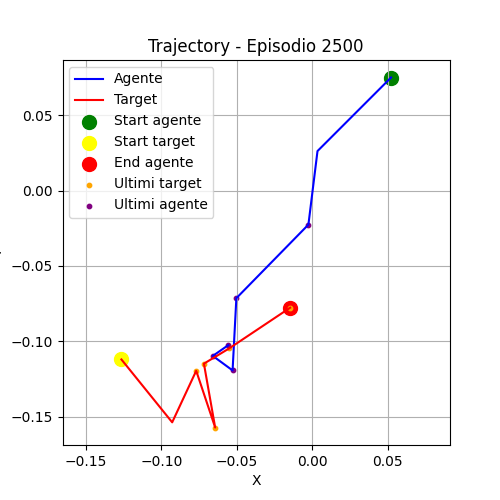 Trajectory - Episodio 2500
Agente
Target
Start agente
Start target
End agente
Ultimi target
Ultimi agente
0.05
0.00
−0.05
−0.10
−0.15
−0.15
−0.10
−0.05
0.00
0.05
X